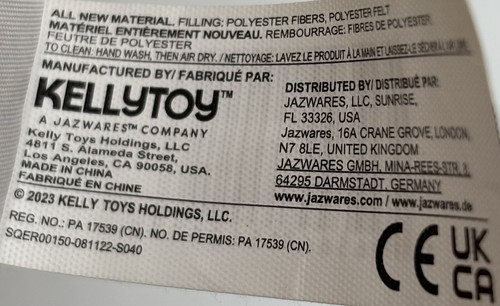 ALL NEW MATERIAL. FILLING: POLYESTER FIBERS, POLYESTER FELT
MATÉRIEL ENTIÈREMENT NOUVEAU. REMBOURRAGE: FIBRES DE POLYESTER,
FEUTRE DE POLYESTER
TO CLEAN: HAND WASH, THEN AIR DRY. / NETTOYAGE: LAVEZ LE PRODUIT À LA MAIN ET LAISSEZ-LE SÉCHER À L'AIR LIBRE
MANUFACTURED BY/ FABRIQUÉ PAR:
KELLYTOY™
A JAZWARES™ COMPANY
Kelly Toys Holdings, LLC
4811 S. Alameda Street,
Los Angeles, CA 90058, USA.
MADE IN CHINA
FABRIQUÉ EN CHINE
DISTRIBUTED BY/ DISTRIBUÉ PAR:
JAZWARES, LLC, SUNRISE,
FL 33326, USA
Jazwares, 16A CRANE GROVE, LONDON,
N7 8LE, UNITED KINGDOM
JAZWARES GMBH, MINA-REES-STR. 8,
64295 DARMSTADT, GERMANY
www.jazwares.com / www.jazwares.de
© 2023 KELLY TOYS HOLDINGS, LLC.
REG. NO.: PA 17539 (CN). NO. DE PERMIS: PA 17539 (CN).
SQER00150-081122-S040
CE
UK
CA